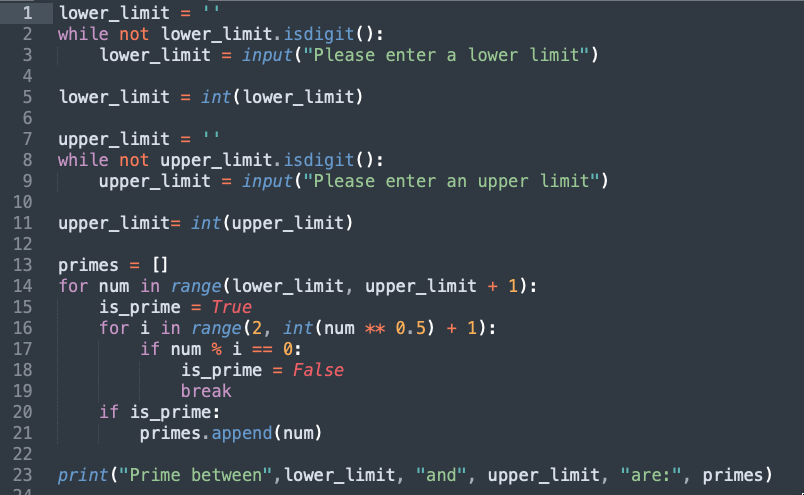 1 lower_limit = ''
2 while not lower_limit.isdigit():
3     lower_limit = input("Please enter a lower limit")
4
5 lower_limit = int(lower_limit)
6
7 upper_limit = ''
8 while not upper_limit.isdigit():
9     upper_limit = input("Please enter an upper limit")
10
11 upper_limit= int(upper_limit)
12
13 primes = []
14 for num in range(lower_limit, upper_limit + 1):
15     is_prime = True
16     for i in range(2, int(num ** 0.5) + 1):
17         if num % i == 0:
18             is_prime = False
19             break
20     if is_prime:
21         primes.append(num)
22
23 print("Prime between",lower_limit, "and", upper_limit, "are:", primes)
24